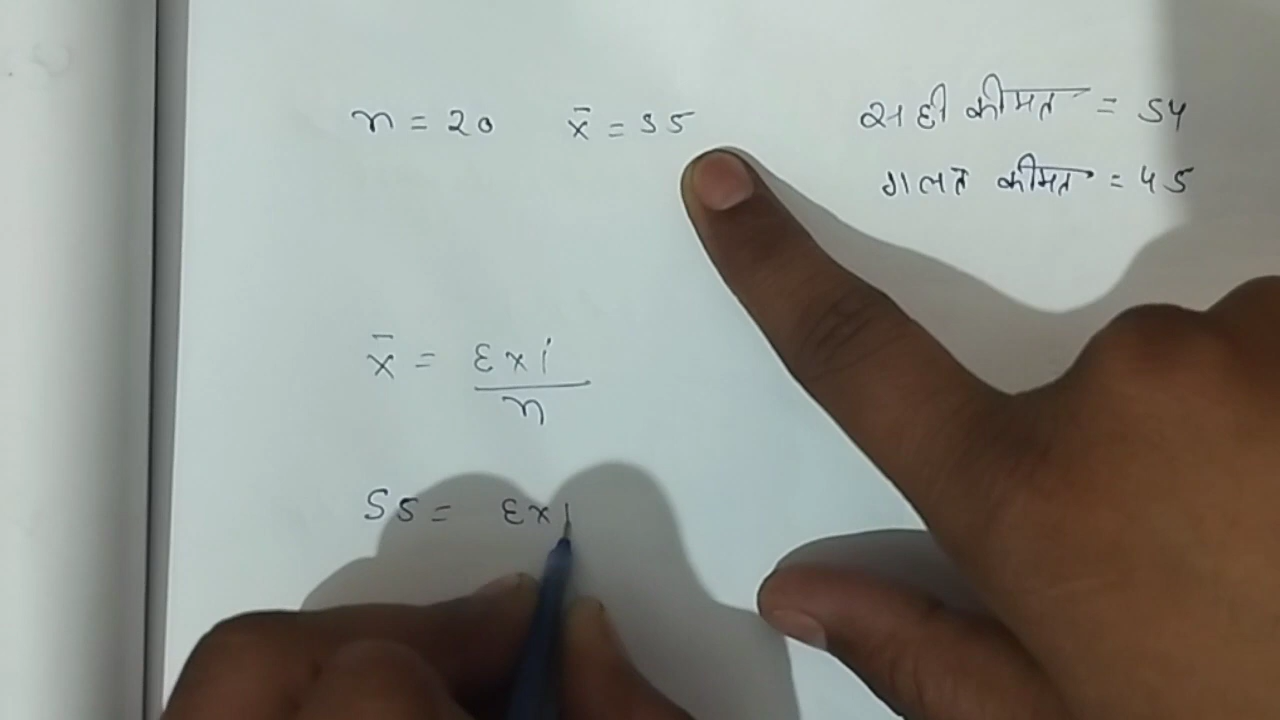 n = 20 x̄ = 55 सही कीमत = 54
गलत कीमत = 45
x̄ = Σxi
n
55 = Σxi